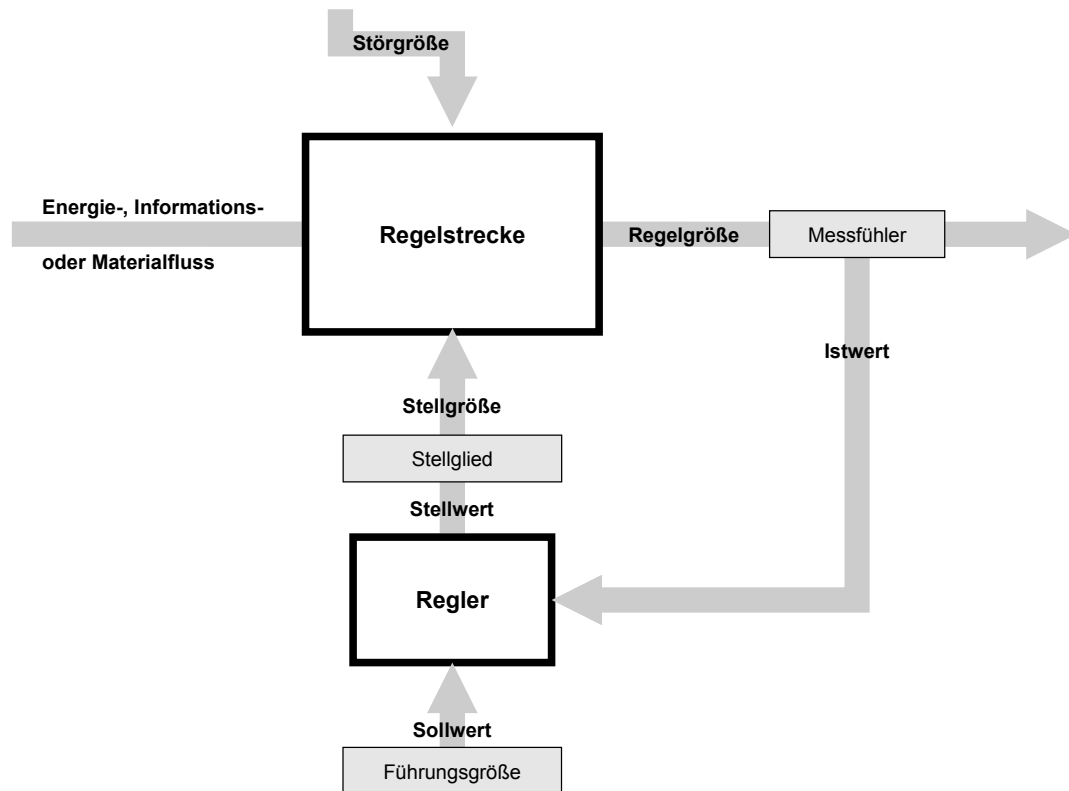 Störgröße
Energie-, Informations-
oder Materialfluss
Regelstrecke
Regelgröße
Messfühler
Istwert
Stellgröße
Stellglied
Stellwert
Regler
Sollwert
Führungsgröße